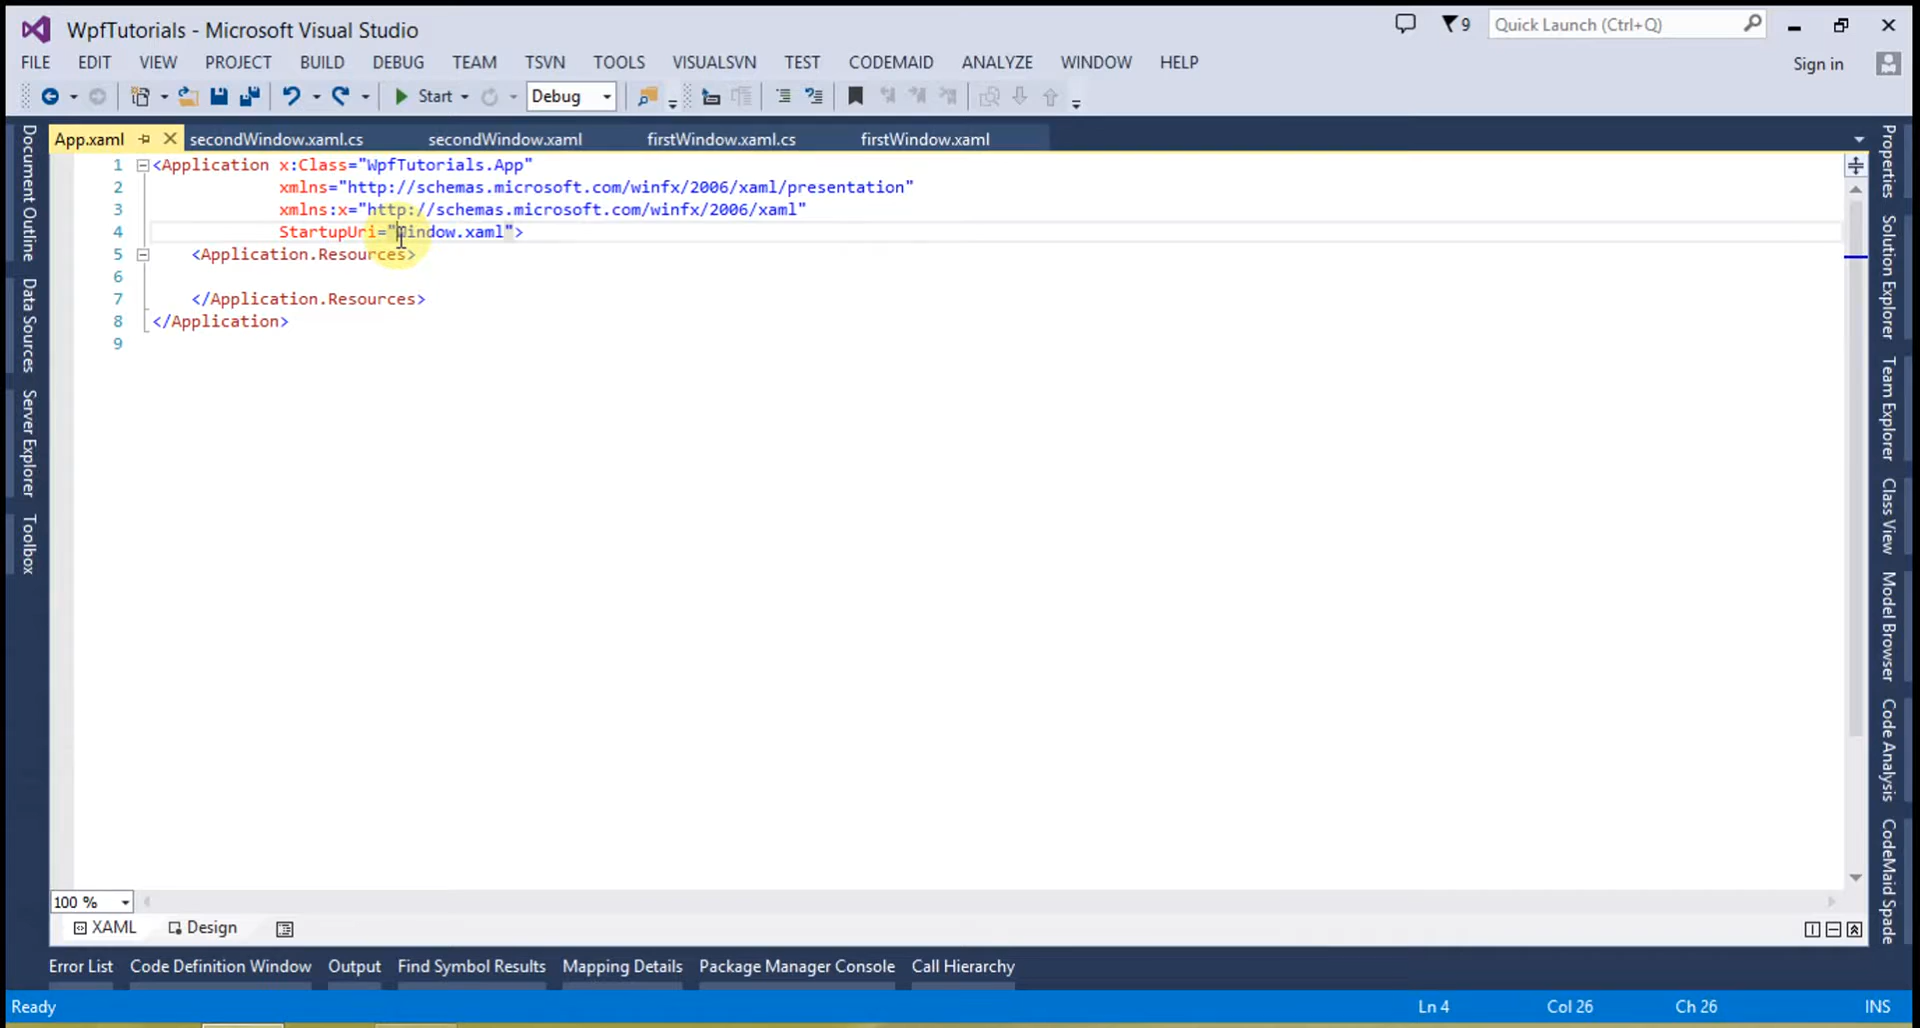 WpfTutorials - Microsoft Visual Studio
9
Quick Launch (Ctrl+Q)
FILE EDIT VIEW PROJECT BUILD DEBUG TEAM TSVN TOOLS VISUALSVN TEST CODEMAID ANALYZE WINDOW HELP
Sign in
Start Debug
App.xaml secondWindow.xaml.cs secondWindow.xaml firstWindow.xaml.cs firstWindow.xaml
1 <Application x:Class="WpfTutorials.App"
2 xmlns="http://schemas.microsoft.com/winfx/2006/xaml/presentation"
3 xmlns:x="http://schemas.microsoft.com/winfx/2006/xaml"
4 StartupUri="Window.xaml">
5 <Application.Resources>
6
7 </Application.Resources>
8 </Application>
9
Document Outline
Data Sources
Server Explorer
Toolbox
Properties
Solution Explorer
Team Explorer
Class View
Model Browser
Code Analysis
CodeMaid Spade
100 %
XAML Design
Error List Code Definition Window Output Find Symbol Results Mapping Details Package Manager Console Call Hierarchy
Ready Ln 4 Col 26 Ch 26 INS